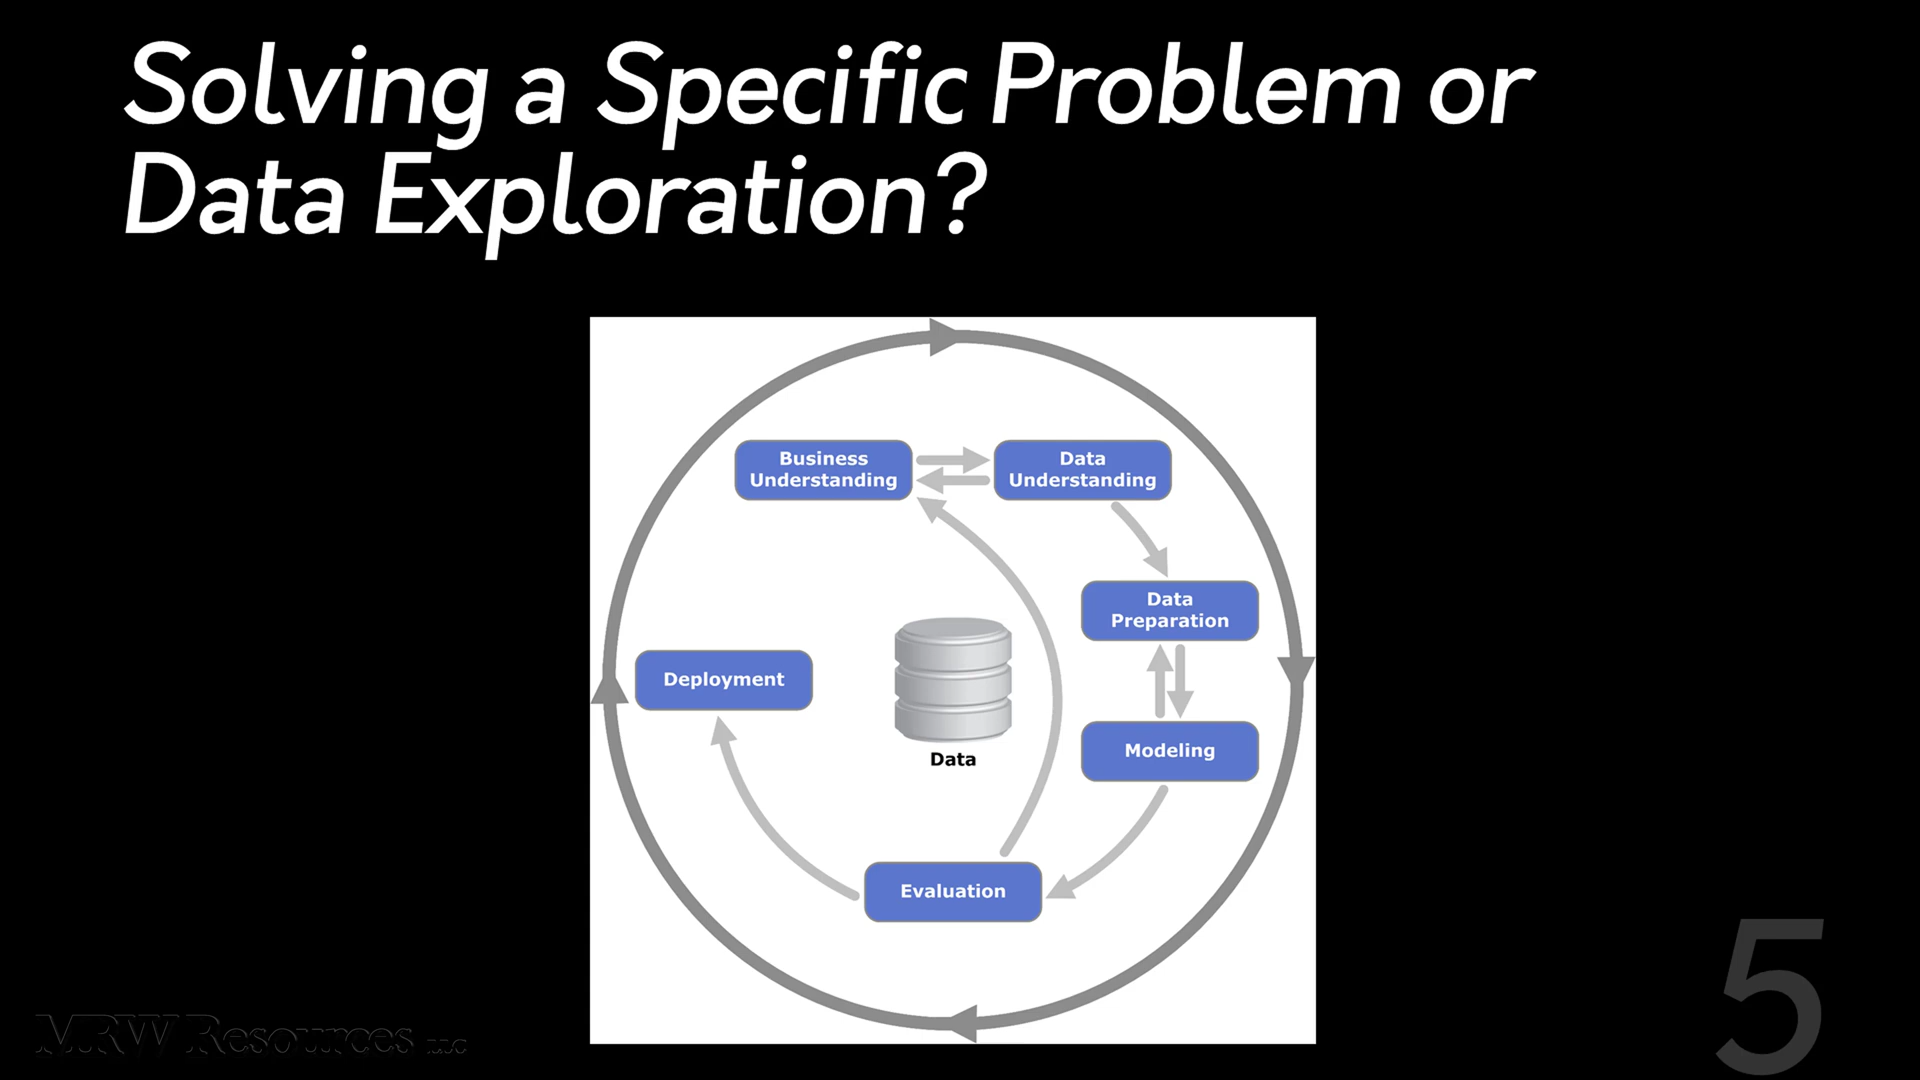 Solving a Specific Problem or
Data Exploration?
Business
Understanding
Data
Understanding
Data
Preparation
Deployment
Modeling
Data
Evaluation
MRW Resources LLC
5